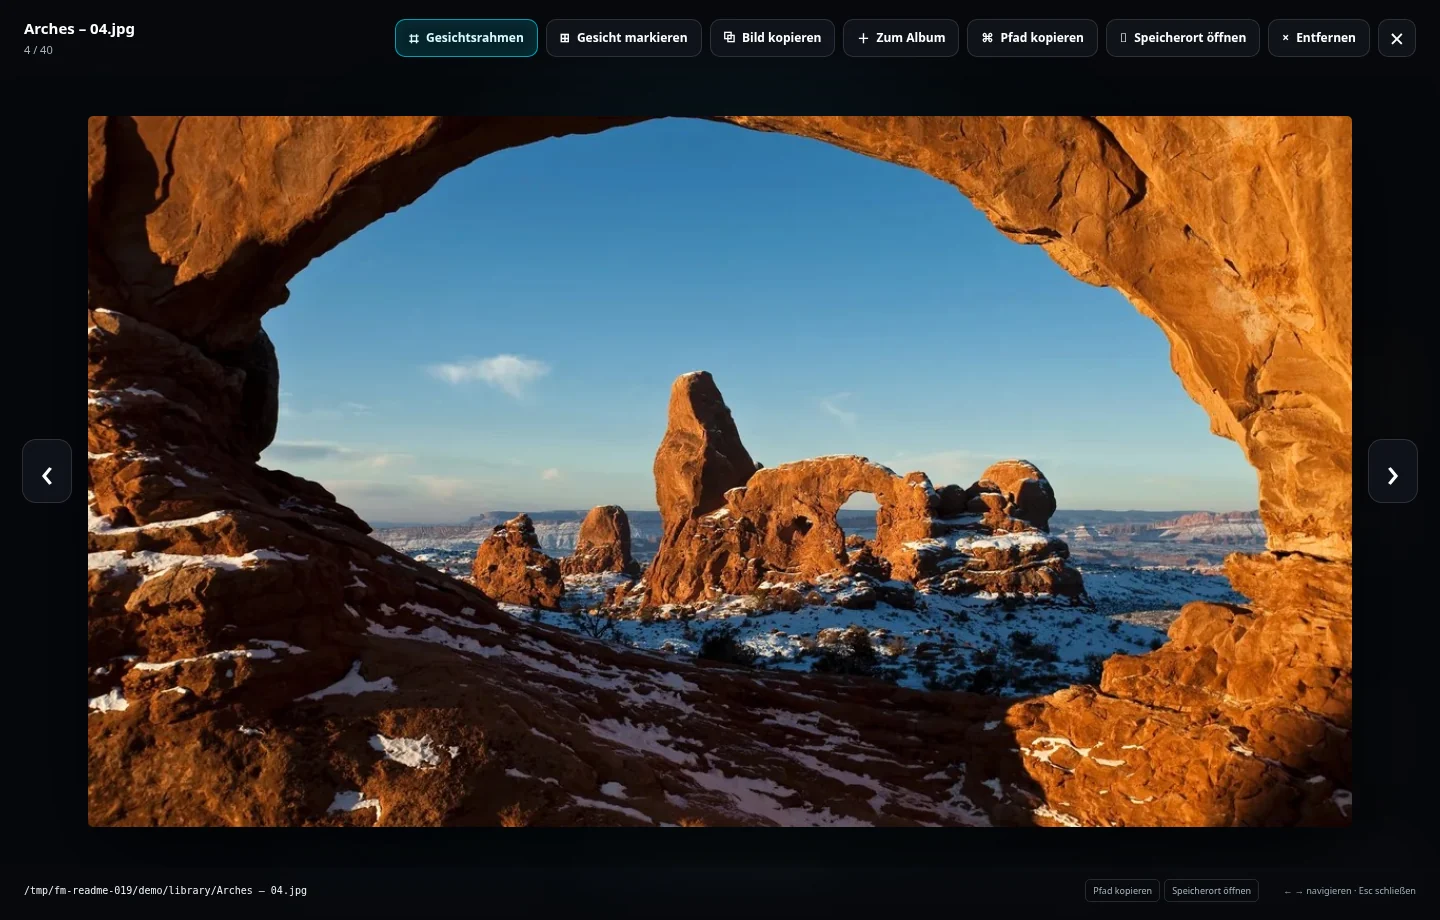 Arches – 04.jpg
4 / 40
Gesichtsrahmen
Gesicht markieren
Bild kopieren
Zum Album
Pfad kopieren
Speicherort öffnen
Entfernen
/tmp/fm-readme-019/demo/library/Arches – 04.jpg
Pfad kopieren
Speicherort öffnen
← → navigieren · Esc schließen